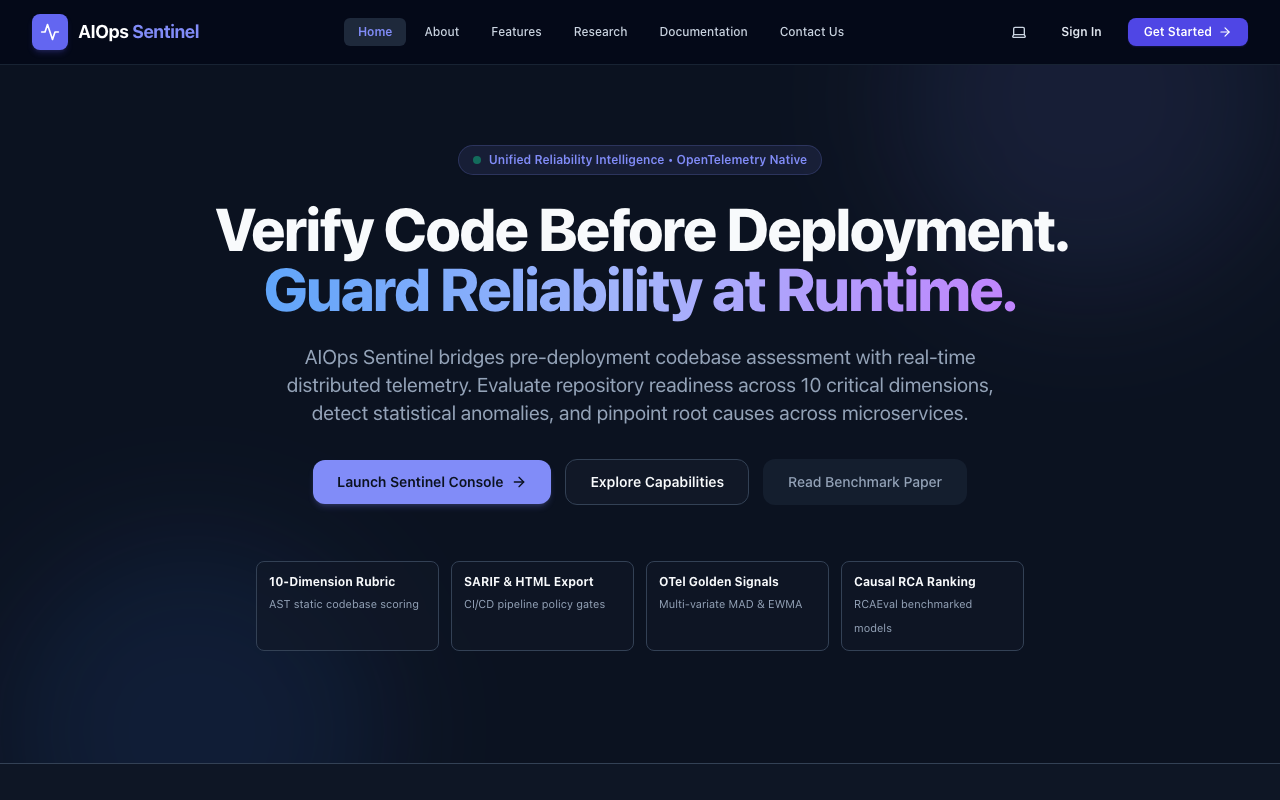 AIOps Sentinel
Home
About
Features
Research
Documentation
Contact Us
Sign In
Get Started
Unified Reliability Intelligence • OpenTelemetry Native
Verify Code Before Deployment.
Guard Reliability at Runtime.
AIOps Sentinel bridges pre-deployment codebase assessment with real-time
distributed telemetry. Evaluate repository readiness across 10 critical dimensions,
detect statistical anomalies, and pinpoint root causes across microservices.
Launch Sentinel Console
Explore Capabilities
Read Benchmark Paper
10-Dimension Rubric
AST static codebase scoring
SARIF & HTML Export
CI/CD pipeline policy gates
OTel Golden Signals
Multi-variate MAD & EWMA
Causal RCA Ranking
RCAEval benchmarked
models